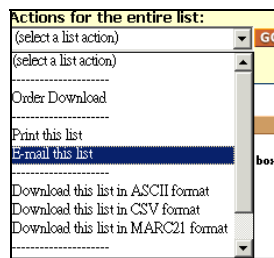 Actions for the entire list:
(select a list action)
GO
(select a list action)
--------------------
Order Download
--------------------
Print this list
E-mail this list
--------------------
Download this list in ASCII format
Download this list in CSV format
Download this list in MARC21 format
--------------------
box